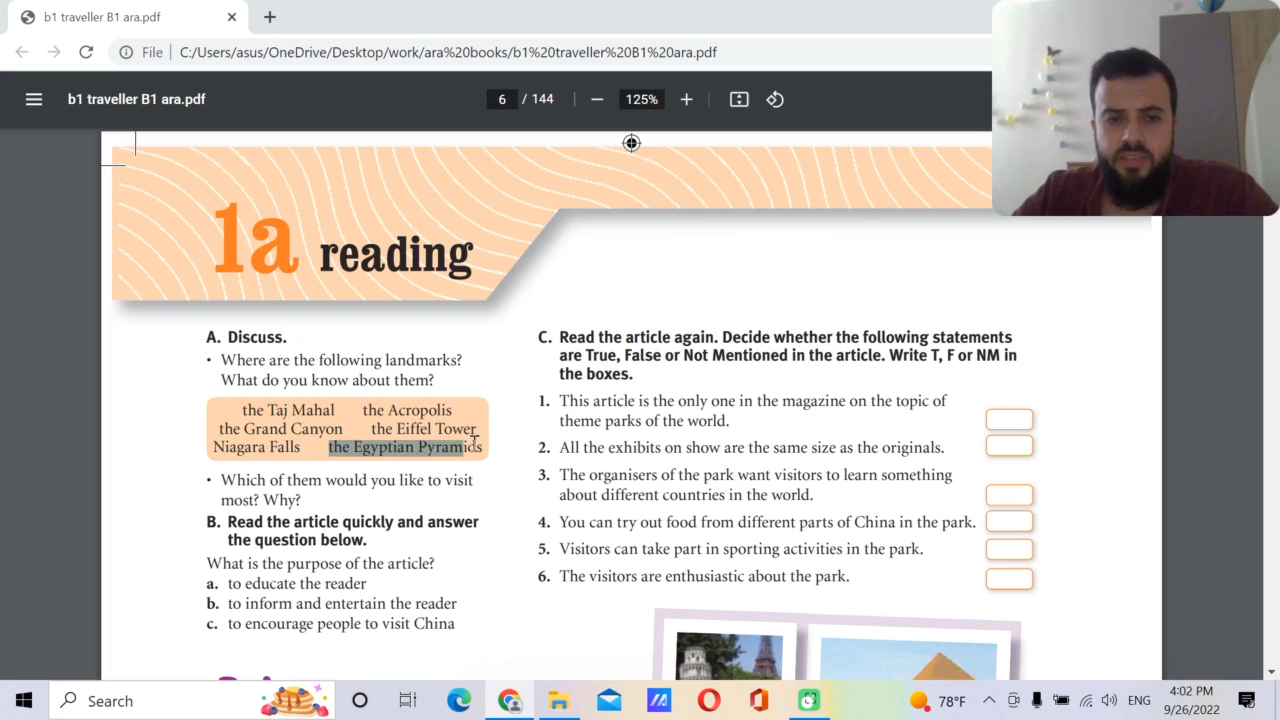 b1 traveller B1 ara.pdf
File
C:/Users/asus/OneDrive/Desktop/work/ara%20books/b1%20traveller%20B1%20ara.pdf
b1 traveller B1 ara.pdf
6 / 144
125%
1a reading
A. Discuss.
• Where are the following landmarks?
What do you know about them?
the Taj Mahal the Acropolis
the Grand Canyon the Eiffel Tower
Niagara Falls the Egyptian Pyramids
• Which of them would you like to visit
most? Why?
B. Read the article quickly and answer
the question below.
What is the purpose of the article?
a. to educate the reader
b. to inform and entertain the reader
c. to encourage people to visit China
C. Read the article again. Decide whether the following statements
are True, False or Not Mentioned in the article. Write T, F or NM in
the boxes.
1. This article is the only one in the magazine on the topic of
theme parks of the world.
2. All the exhibits on show are the same size as the originals.
3. The organisers of the park want visitors to learn something
about different countries in the world.
4. You can try out food from different parts of China in the park.
5. Visitors can take part in sporting activities in the park.
6. The visitors are enthusiastic about the park.
Search
78°F
ENG
4:02 PM
9/26/2022